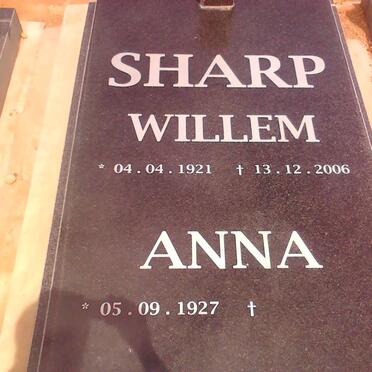 SHARP
WILLEM
* 04.04.1921 † 13.12.2006
ANNA
* 05.09.1927 †